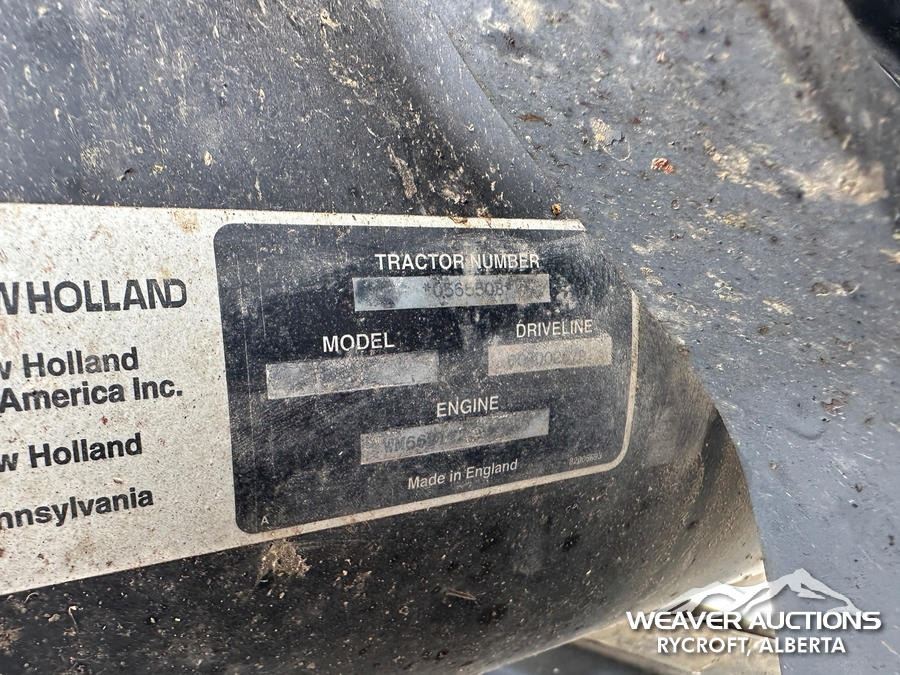 WHOLLAND
w Holland
America Inc.
w Holland
nnsylvania
TRACTOR NUMBER
MODEL
DRIVELINE
ENGINE
Made in England
A
WEAVER AUCTIONS
RYCROFT, ALBERTA